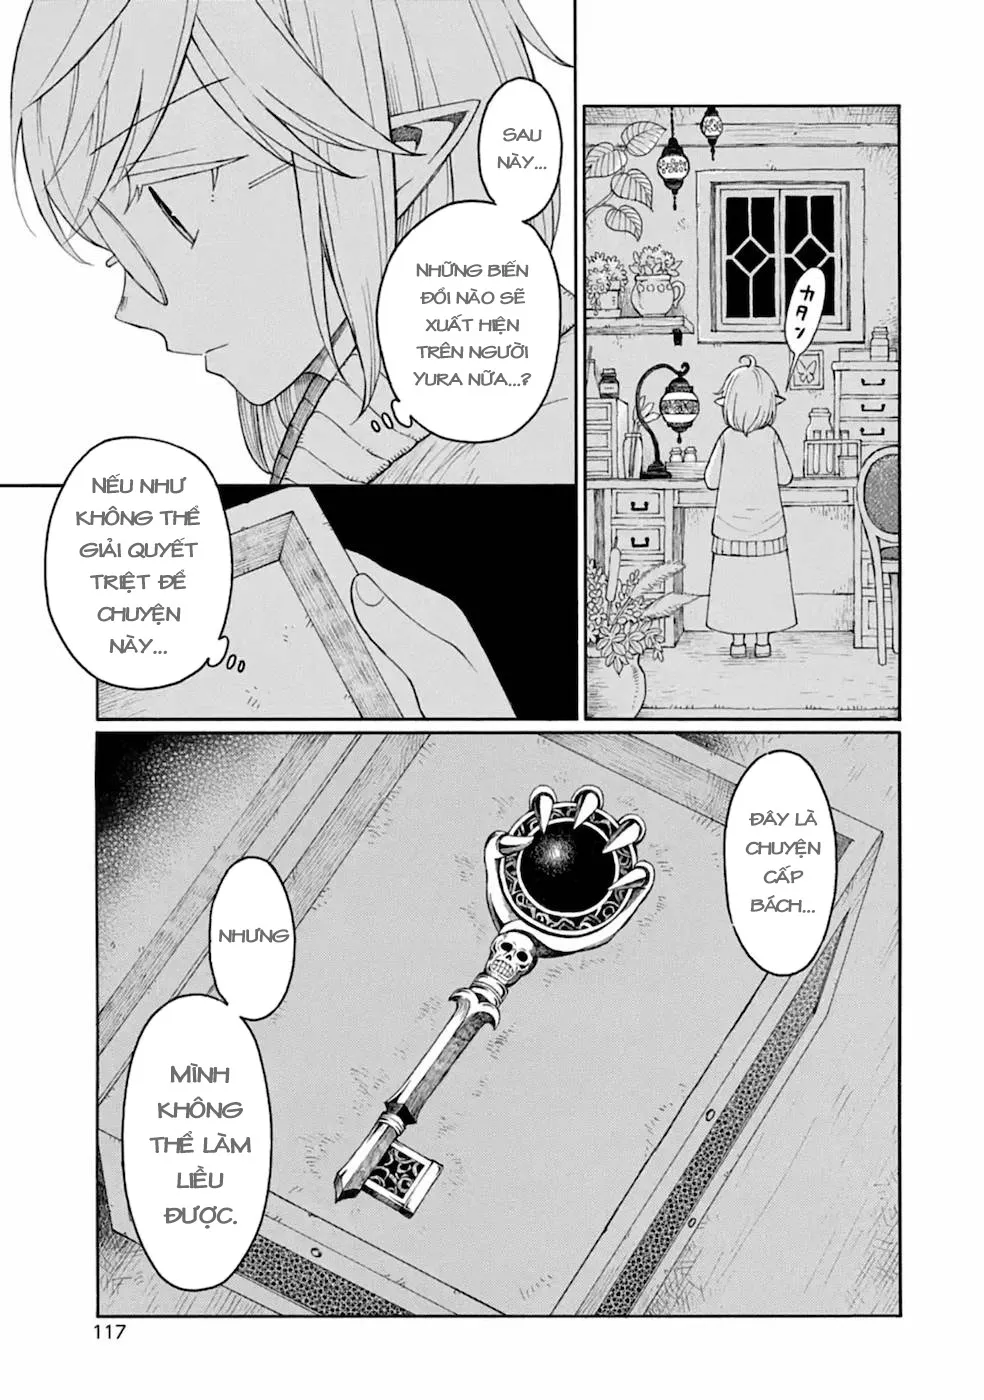 カタン
SAU
NÀY...
NHỮNG BIẾN
ĐỔI NÀO SẼ
XUẤT HIỆN
TRÊN NGƯỜI
YURA NỮA...?
NẾU NHƯ
KHÔNG THỂ
GIẢI QUYẾT
TRIỆT ĐỂ
CHUYỆN
NÀY...
ĐÂY LÀ
CHUYỆN
CẤP
BÁCH...
NHƯNG
MÌNH
KHÔNG
THỂ LÀM
LIỀU
ĐƯỢC.
117